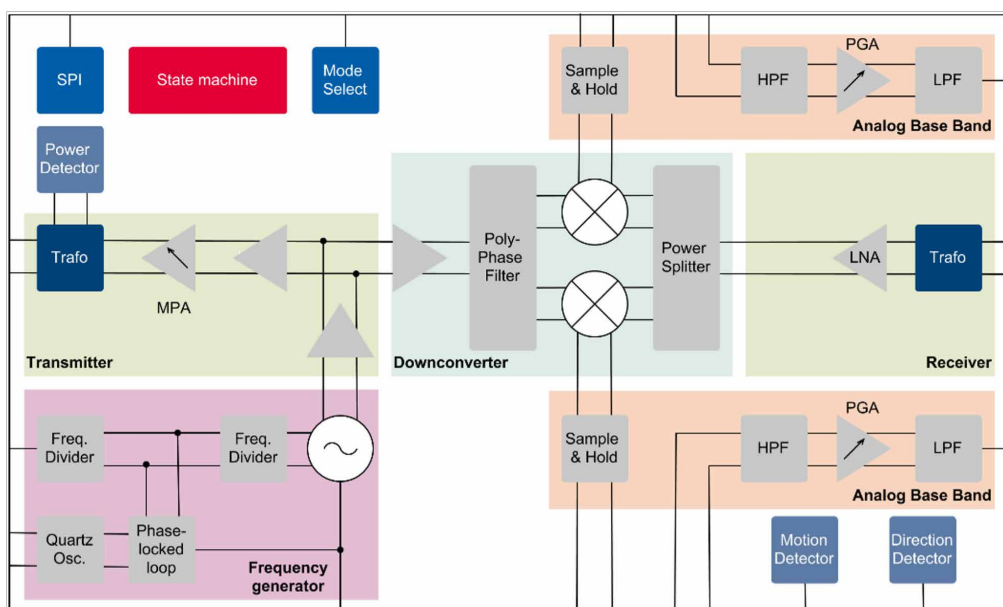 SPI
State machine
Mode
Select
Sample
& Hold
HPF
PGA
LPF
Analog Base Band
Power
Detector
Trafo
MPA
Transmitter
Poly-
Phase
Filter
Power
Splitter
Downconverter
LNA
Trafo
Receiver
Freq.
Divider
Freq.
Divider
Quartz
Osc.
Phase-
locked
loop
Frequency
generator
Sample
& Hold
HPF
PGA
LPF
Analog Base Band
Motion
Detector
Direction
Detector